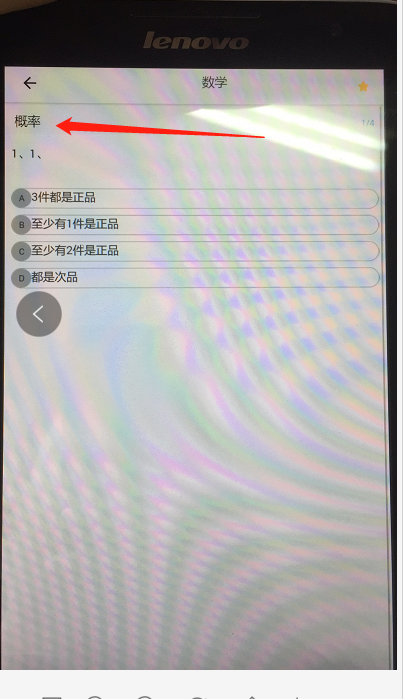 lenovo
数学
概率
1/4
1、1、
A 3件都是正品
B 至少有1件是正品
C 至少有2件是正品
D 都是次品